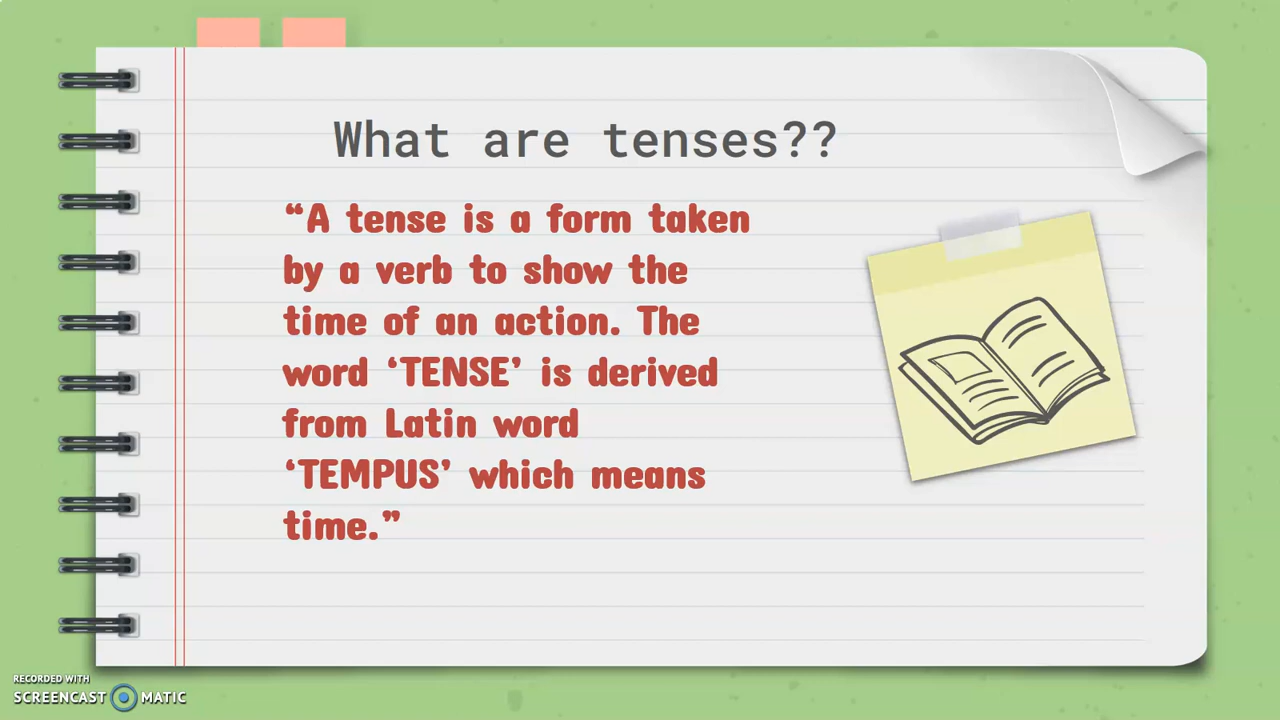 What are tenses??
“A tense is a form taken
by a verb to show the
time of an action. The
word ‘TENSE’ is derived
from Latin word
‘TEMPUS’ which means
time.”
RECORDED WITH
SCREENCAST MATIC